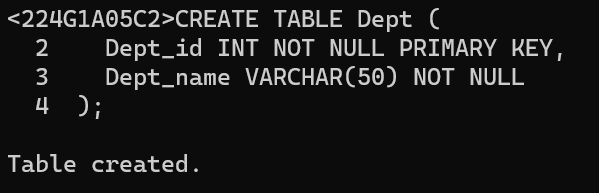 <224G1A05C2>CREATE TABLE Dept (
  2    Dept_id INT NOT NULL PRIMARY KEY,
  3    Dept_name VARCHAR(50) NOT NULL
  4  );

Table created.